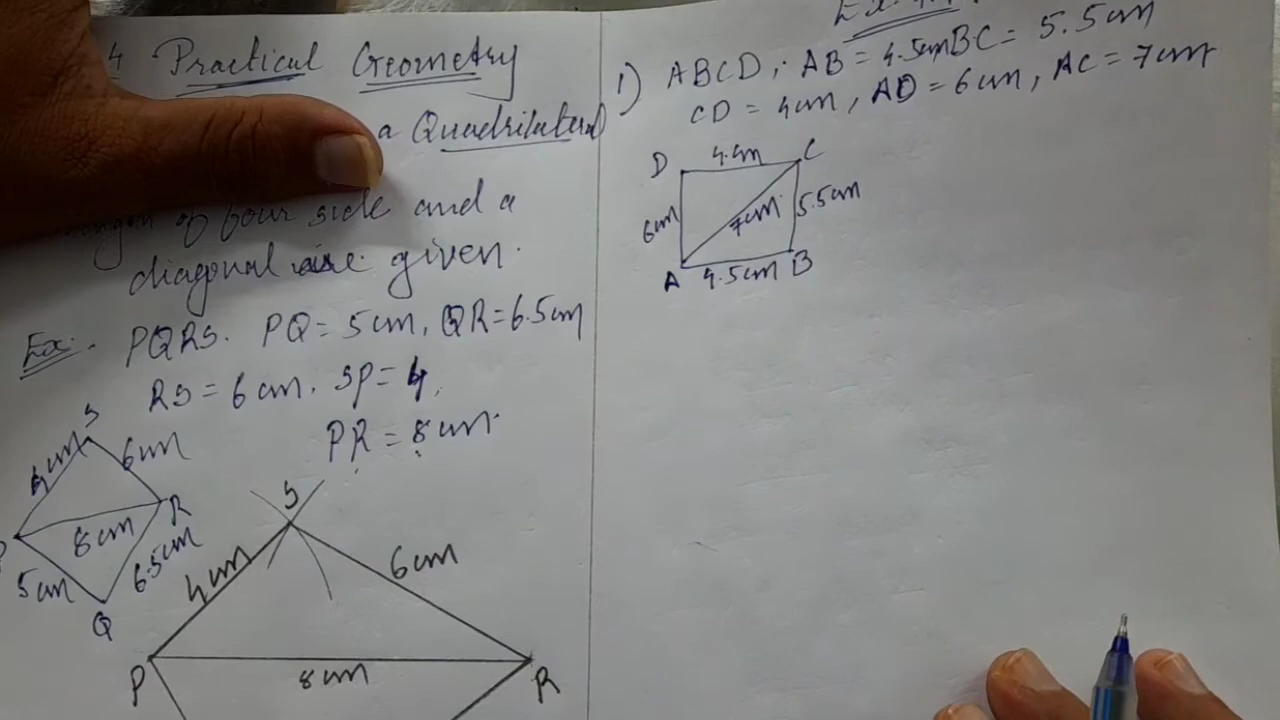 4 Practical Geometry
a Quadrilateral
of four side and a
diagonal are given.
Ex:. PQRS. PQ = 5cm, QR = 6.5cm
RS = 6cm. SP = 4,
PR = 8cm.
S
4cm 6cm
R
8cm
5cm 6.5cm
Q
S
4cm 6cm
P 8cm R
1) ABCD, AB = 4.5cm BC = 5.5cm
CD = 4cm, AD = 6cm, AC = 7cm
D 4cm C
6cm 7cm 5.5cm
A 4.5cm B